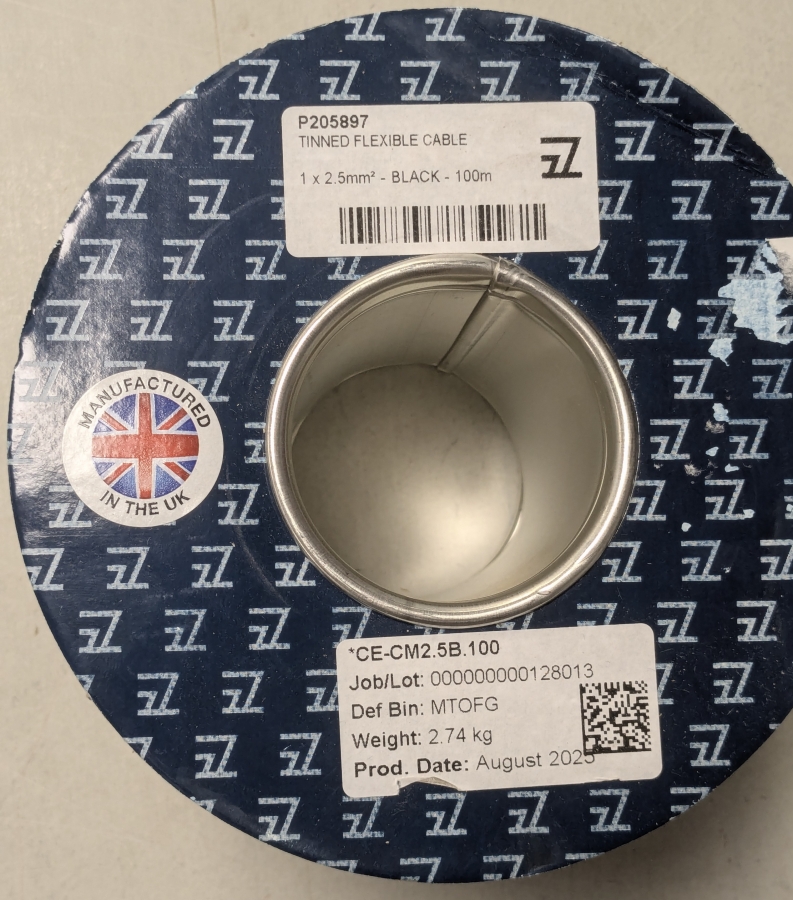 P205897
TINNED FLEXIBLE CABLE
1 x 2.5mm² - BLACK - 100m
MANUFACTURED
IN THE UK
*CE-CM2.5B.100
Job/Lot: 000000000128013
Def Bin: MTOFG
Weight: 2.74 kg
Prod. Date: August 2025